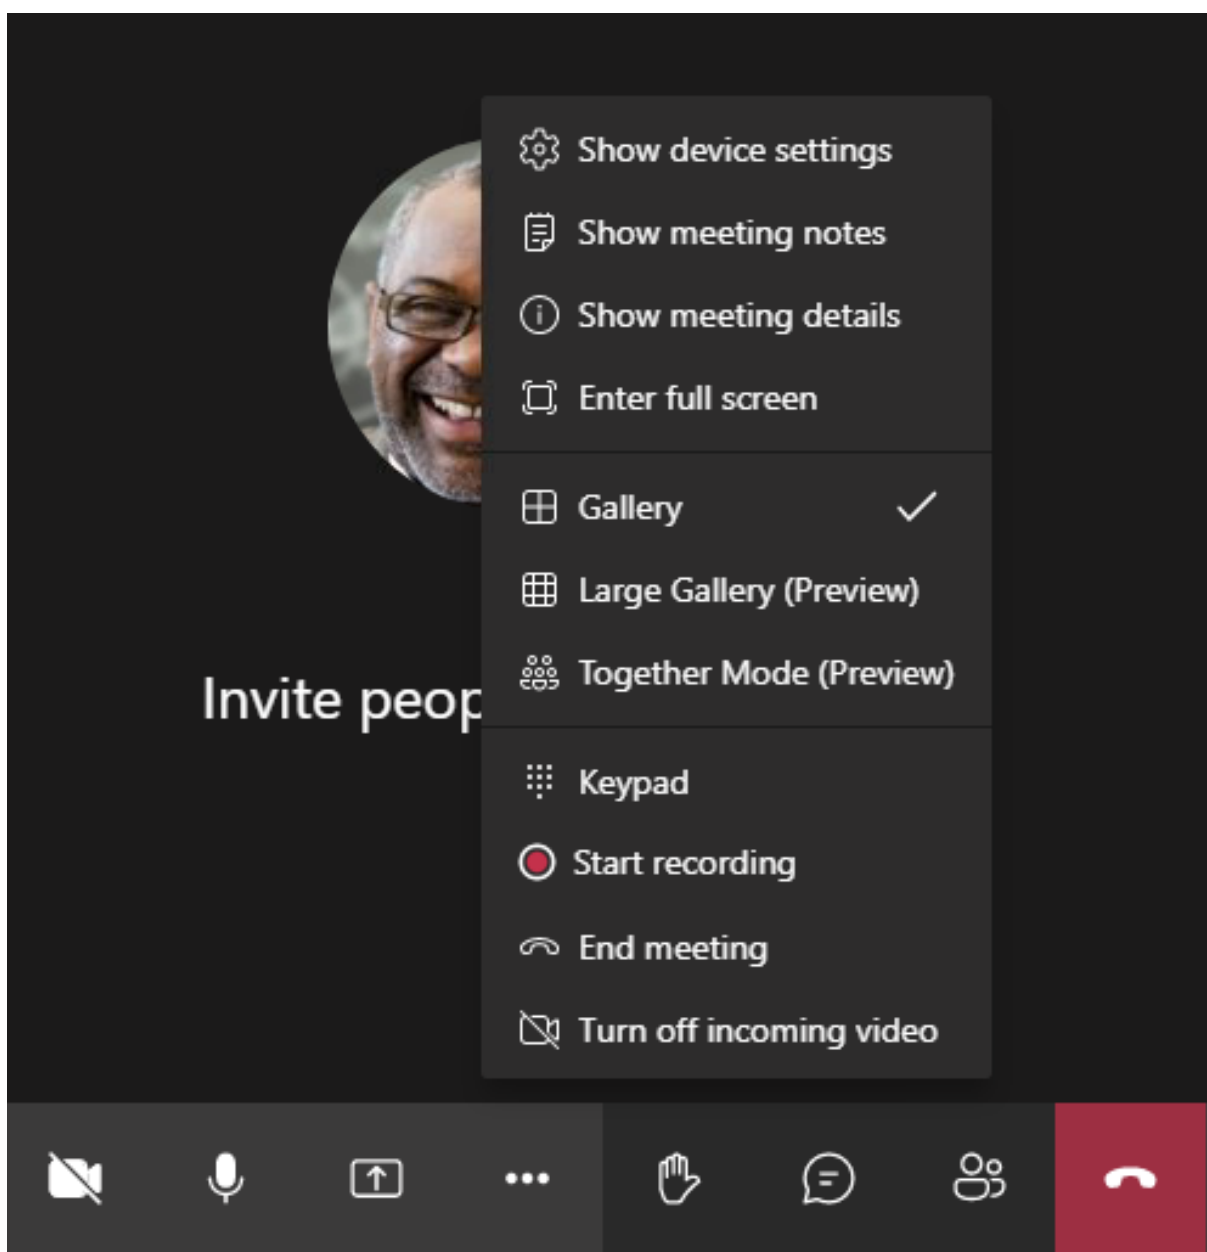 Show device settings
Show meeting notes
Show meeting details
Enter full screen
Gallery
Large Gallery (Preview)
Together Mode (Preview)
Invite
Keypad
Start recording
End meeting
Turn off incoming video